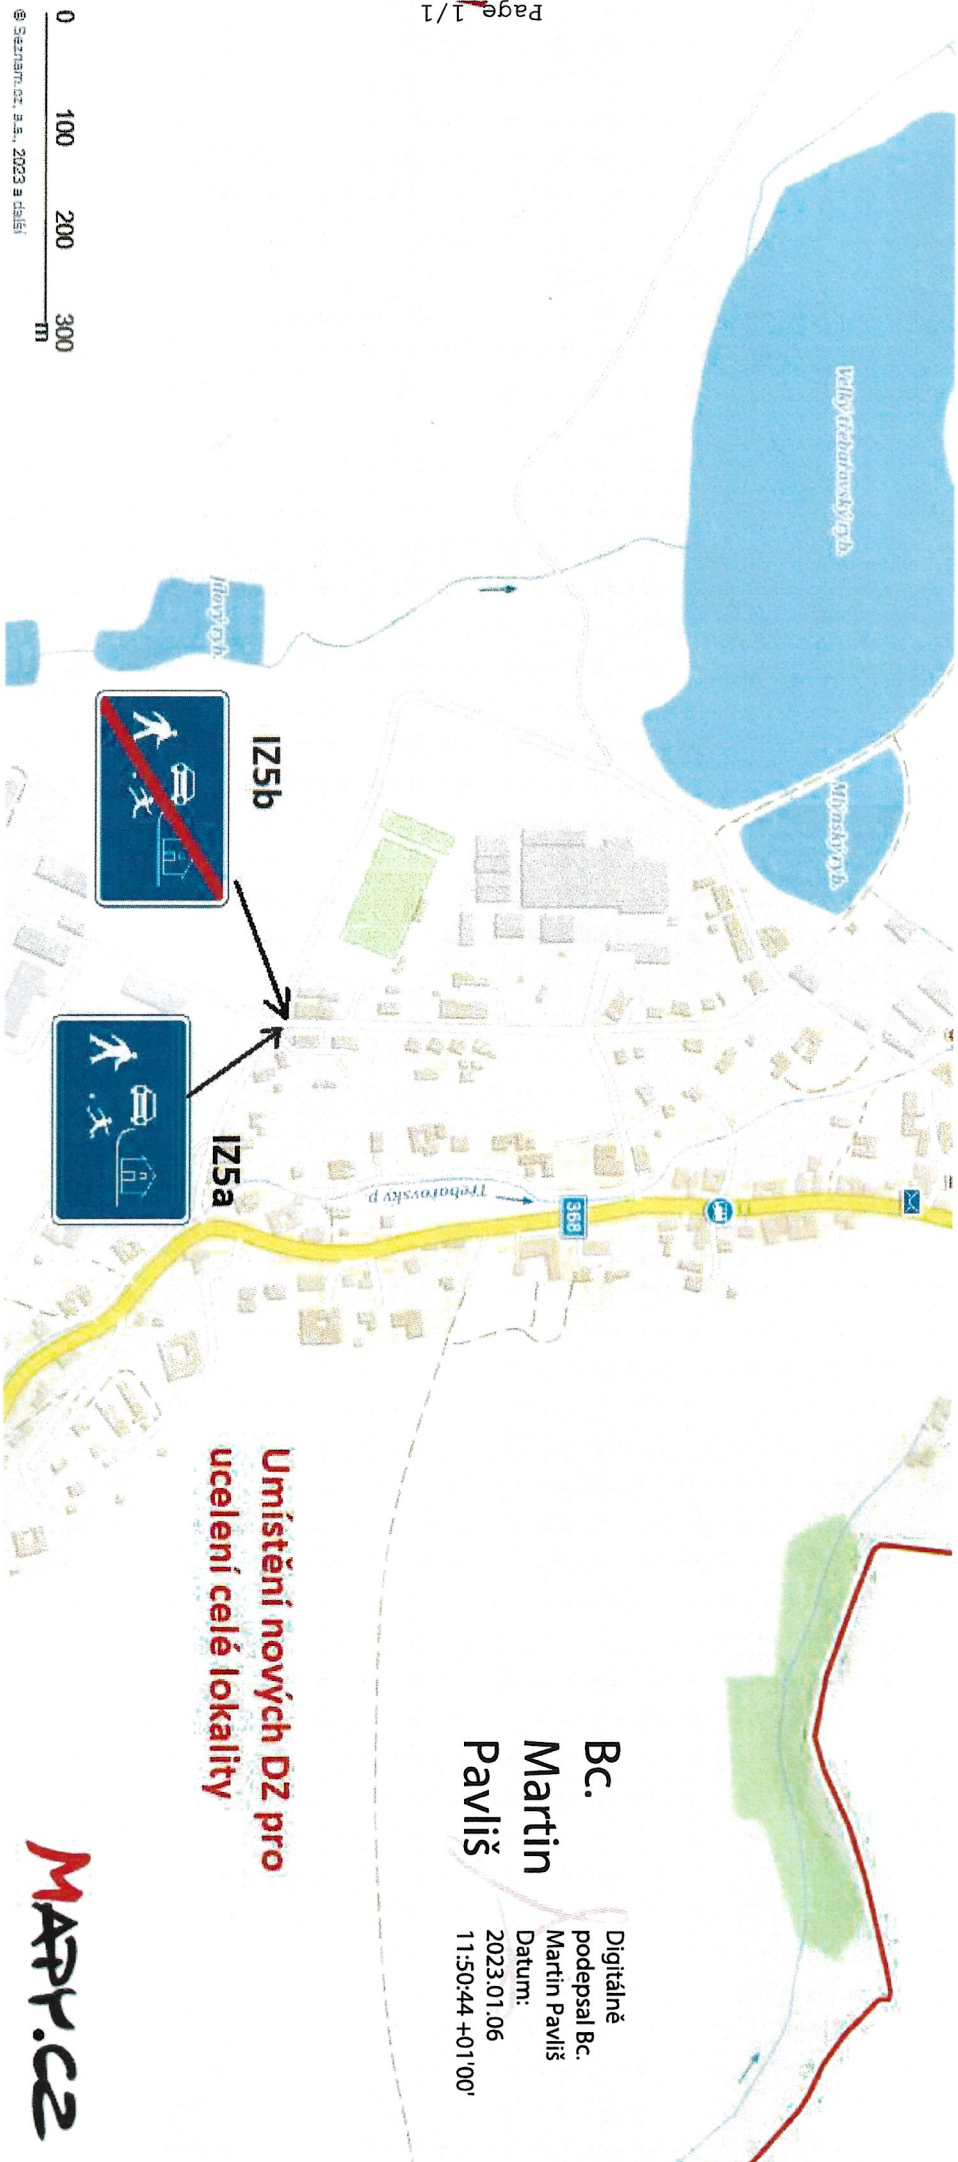 Page 1/1
Velký třebařovský ryb.
Mlýnský ryb.
Hlový ryb.
Třebařovský p
368
IZ5b
IZ5a
Umístění nových DZ pro
ucelení celé lokality
Bc.
Martin
Pavliš
Digitálně
podepsal Bc.
Martin Pavliš
Datum:
2023.01.06
11:50:44 +01'00'
0 100 200 300
m
© Seznam.cz, a.s., 2023 a další
MAPY.CZ